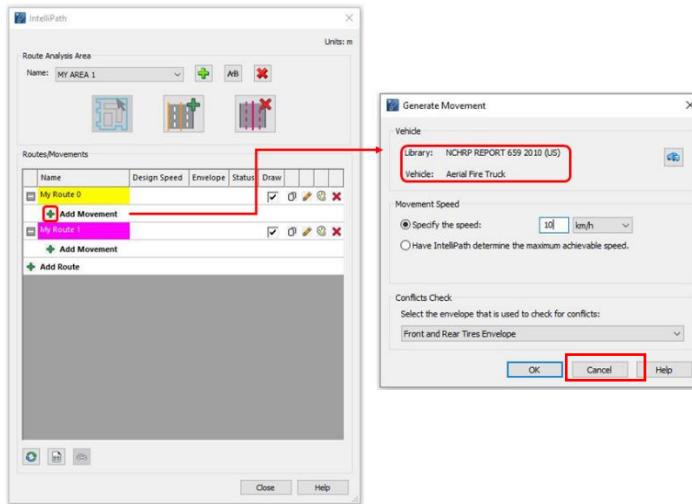 IntelliPath
Units: m
Route Analysis Area
Name: MY AREA 1
A›B
Routes/Movements
Name Design Speed Envelope Status Draw
My Route 0
Add Movement
My Route 1
Add Movement
Add Route
Close Help
Generate Movement
Vehicle
Library: NCHRP REPORT 659 2010 (US)
Vehicle: Aerial Fire Truck
Movement Speed
Specify the speed: 10 km/h
Have IntelliPath determine the maximum achievable speed.
Conflicts Check
Select the envelope that is used to check for conflicts:
Front and Rear Tires Envelope
OK Cancel Help